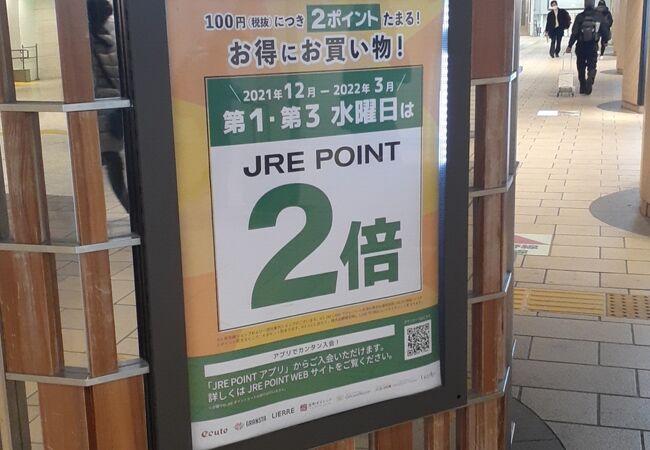 100円(税抜)につき2ポイントたまる!
お得にお買い物!
2021年12月-2022年3月
第1・第3 水曜日は
JRE POINT
2倍
アプリでカンタン入会!
「JRE POINT アプリ」からご入会いただけます。
詳しくは JRE POINT WEB サイトをご覧ください。
ecute GRANSTA LIERRE